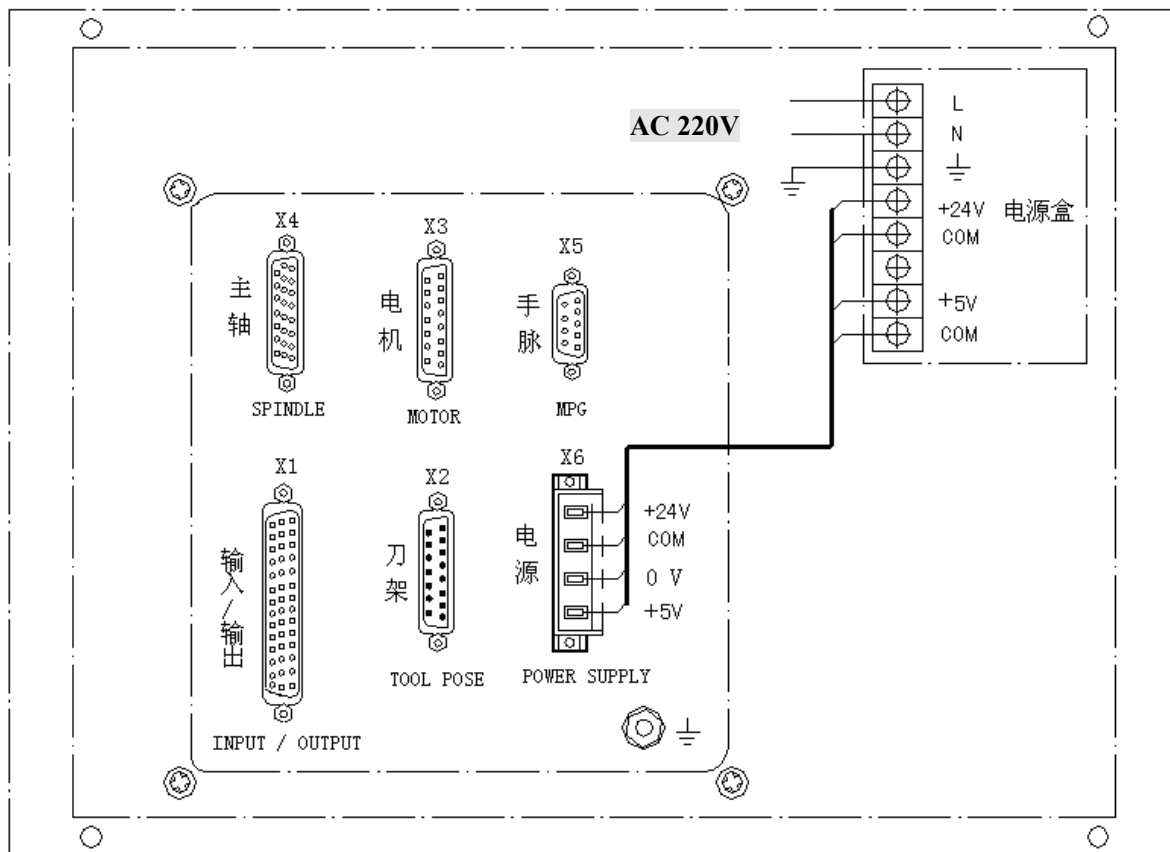 AC 220V
L
N
+24V 电源盒
COM
+5V
COM
X4
主轴
SPINDLE
X3
电机
MOTOR
X5
手脉
MPG
X1
输入/输出
INPUT / OUTPUT
X2
刀架
TOOL POSE
X6
电源
+24V
COM
0 V
+5V
POWER SUPPLY